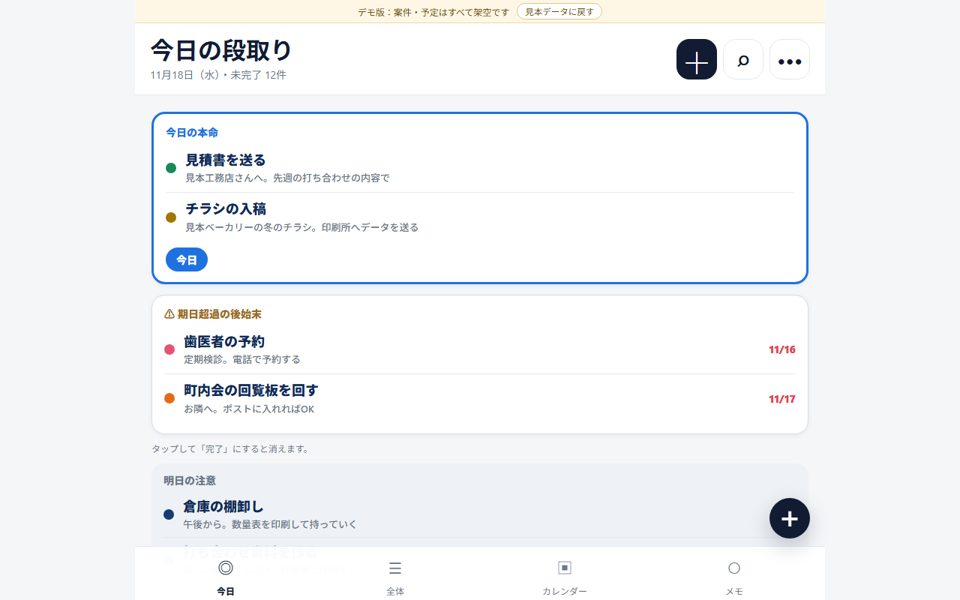 デモ版：案件・予定はすべて架空です 見本データに戻す
今日の段取り
11月18日（水）・未完了 12件
今日の本命
見積書を送る
見本工務店さんへ。先週の打ち合わせの内容で
チラシの入稿
見本ベーカリーの冬のチラシ。印刷所へデータを送る
今日
⚠ 期日超過の後始末
歯医者の予約
定期検診。電話で予約する
11/16
町内会の回覧板を回す
お隣へ。ポストに入れればOK
11/17
タップして「完了」にすると消えます。
明日の注意
倉庫の棚卸し
午後から。数量表を印刷して持っていく
今日 全体 カレンダー メモ